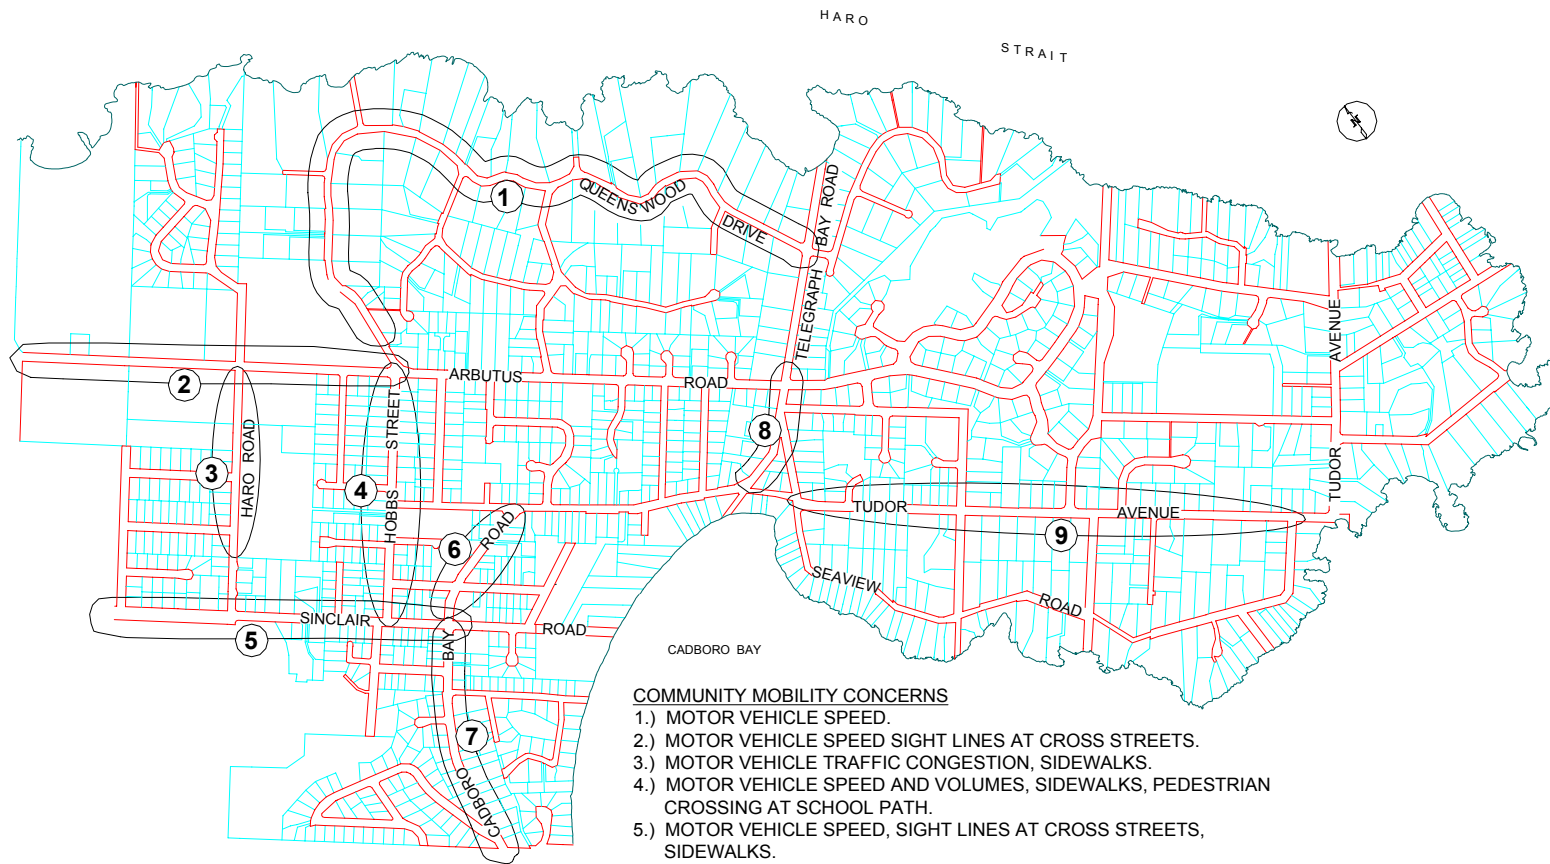 HARO
STRAIT
N
1
QUEENSWOOD
DRIVE
TELEGRAPH BAY ROAD
2
ARBUTUS
ROAD
AVENUE
TUDOR
3
HARO ROAD
4
HOBBS STREET
8
6
ROAD
TUDOR
AVENUE
9
SEAVIEW
ROAD
5
SINCLAIR
ROAD
BAY
CADBORO
7
CADBORO BAY
COMMUNITY MOBILITY CONCERNS
1.) MOTOR VEHICLE SPEED.
2.) MOTOR VEHICLE SPEED SIGHT LINES AT CROSS STREETS.
3.) MOTOR VEHICLE TRAFFIC CONGESTION, SIDEWALKS.
4.) MOTOR VEHICLE SPEED AND VOLUMES, SIDEWALKS, PEDESTRIAN
CROSSING AT SCHOOL PATH.
5.) MOTOR VEHICLE SPEED, SIGHT LINES AT CROSS STREETS,
SIDEWALKS.